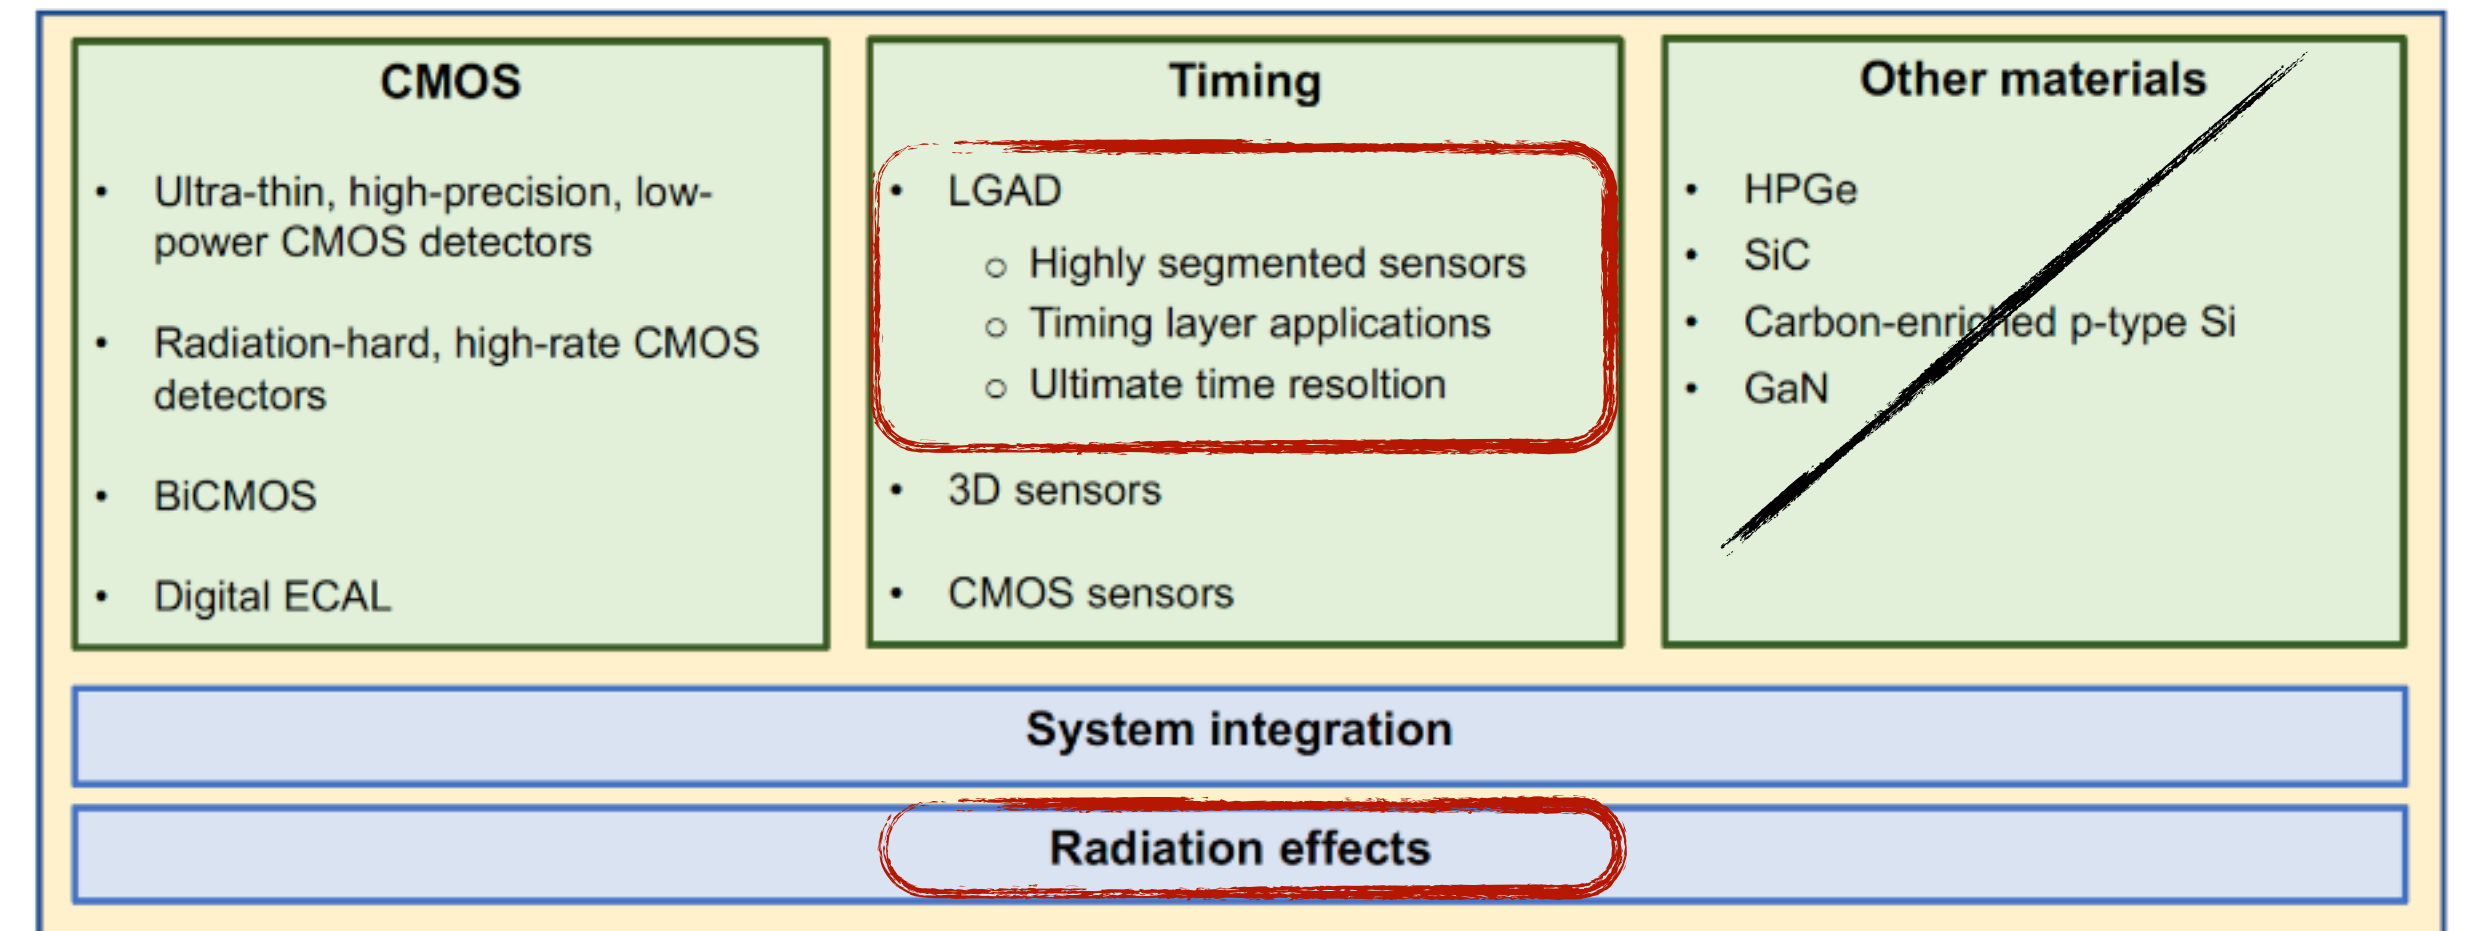 CMOS
• Ultra-thin, high-precision, low-
power CMOS detectors
• Radiation-hard, high-rate CMOS
detectors
• BiCMOS
• Digital ECAL
Timing
• LGAD
o Highly segmented sensors
o Timing layer applications
o Ultimate time resoltion
• 3D sensors
• CMOS sensors
Other materials
• HPGe
• SiC
• Carbon-enriched p-type Si
• GaN
System integration
Radiation effects